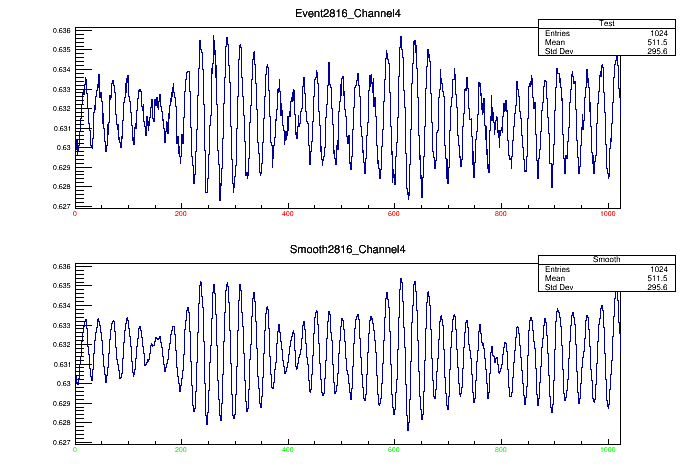 Event2816_Channel4
Test
Entries 1024
Mean 511.5
Std Dev 295.6
0.636
0.635
0.634
0.633
0.632
0.631
0.63
0.629
0.628
0.627
0 200 400 600 800 1000
Smooth2816_Channel4
Smooth
Entries 1024
Mean 511.5
Std Dev 295.6
0.636
0.635
0.634
0.633
0.632
0.631
0.63
0.629
0.628
0.627
0 200 400 600 800 1000